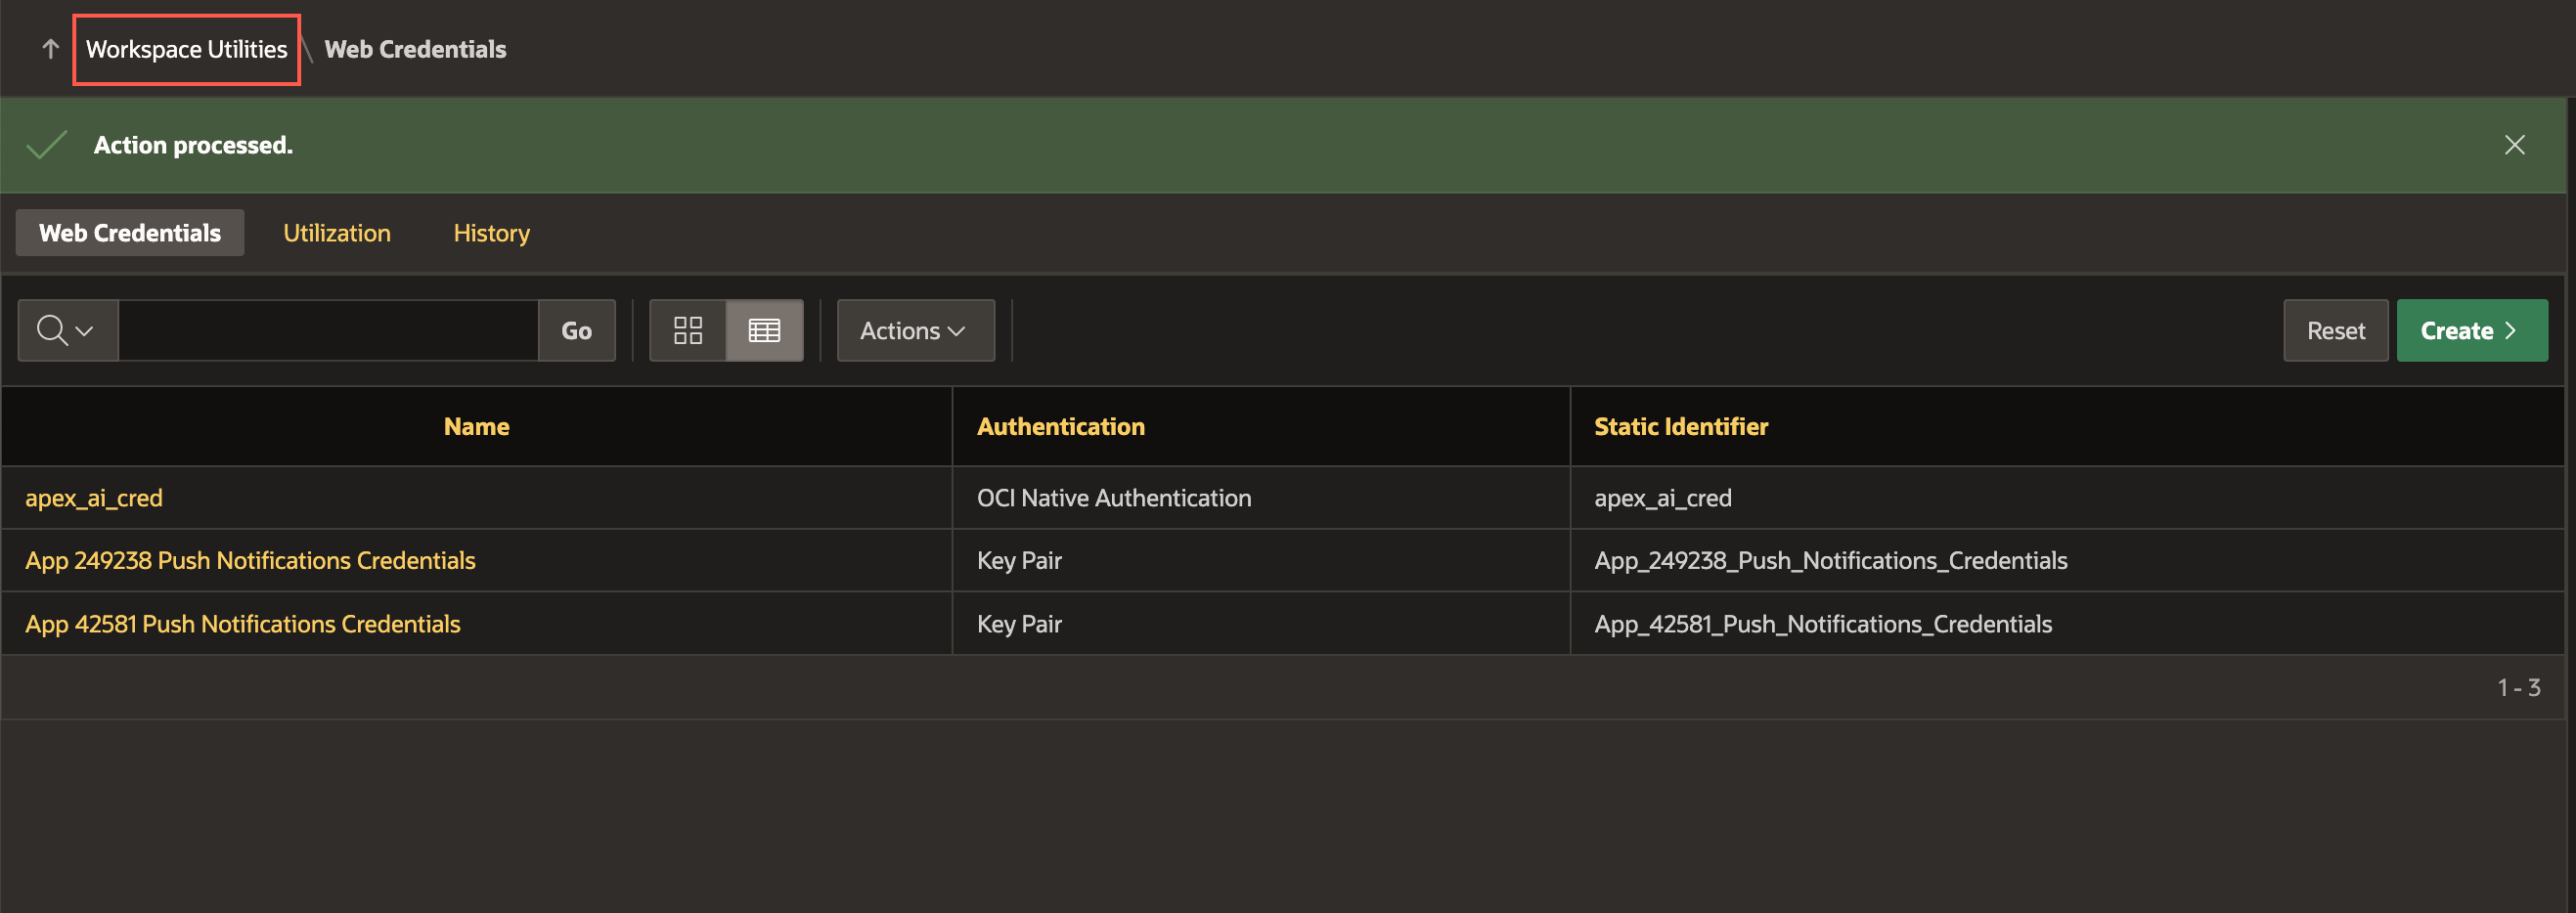 Workspace Utilities \ Web Credentials
Action processed.
Web Credentials Utilization History
Go Actions Reset Create
Name Authentication Static Identifier
apex_ai_cred OCI Native Authentication apex_ai_cred
App 249238 Push Notifications Credentials Key Pair App_249238_Push_Notifications_Credentials
App 42581 Push Notifications Credentials Key Pair App_42581_Push_Notifications_Credentials
1 - 3